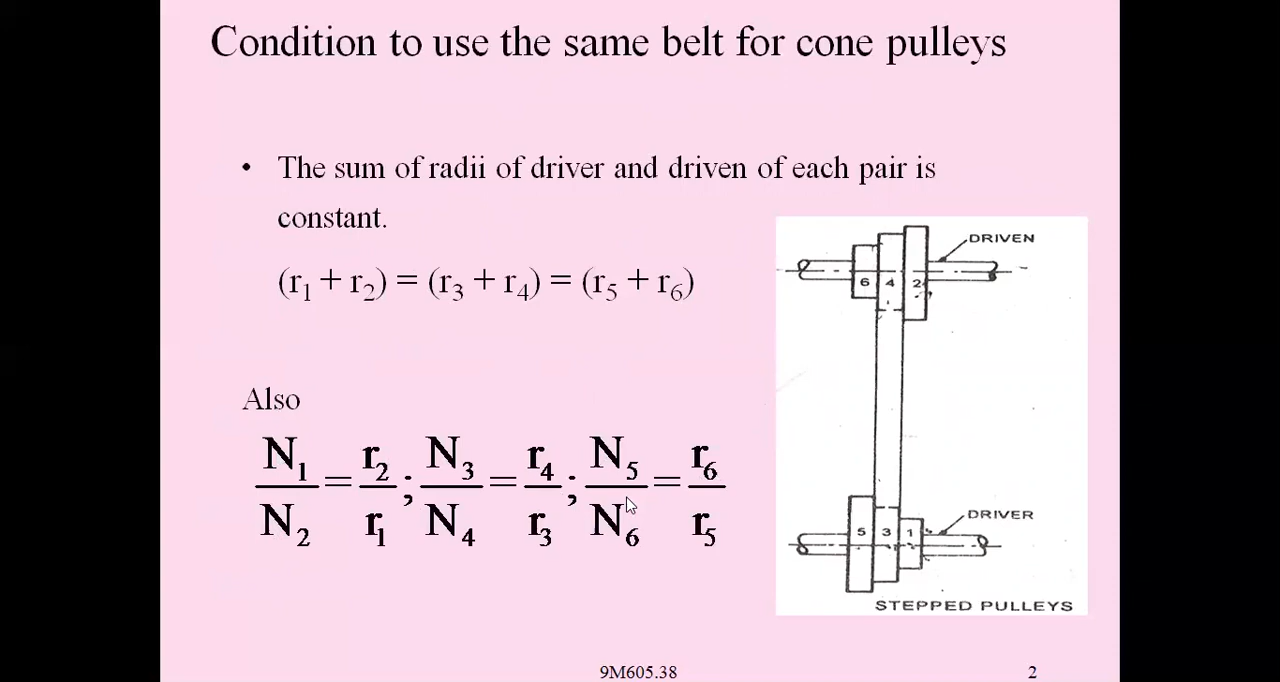 Condition to use the same belt for cone pulleys
• The sum of radii of driver and driven of each pair is
constant.
(r₁ + r₂) = (r₃ + r₄) = (r₅ + r₆)
Also
N₁/N₂ = r₂/r₁ ; N₃/N₄ = r₄/r₃ ; N₅/N₆ = r₆/r₅
DRIVEN
6 4 2
5 3 1
DRIVER
STEPPED PULLEYS
9M605.38
2